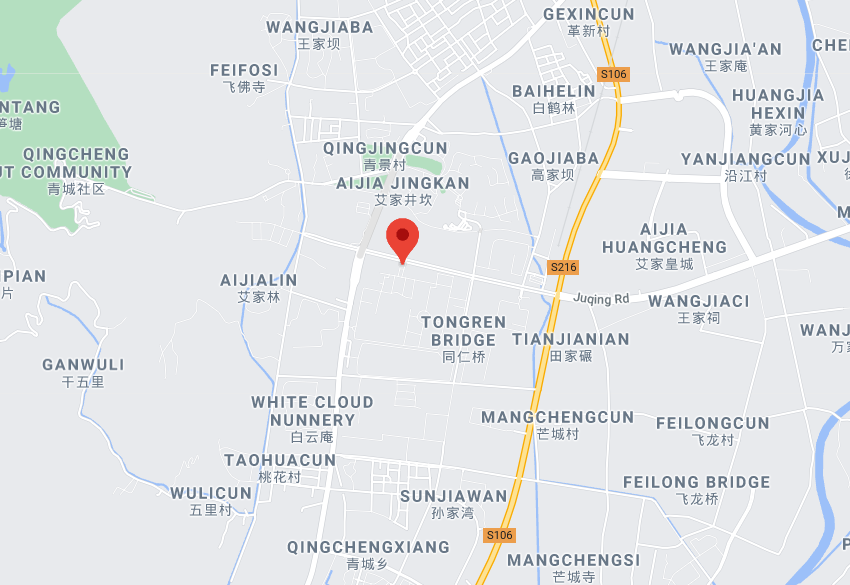 GEXINCUN
革新村
WANGJIABA
王家坝
WANGJIA'AN
王家庵
FEIFOSI
飞佛寺
S106
BAIHELIN
白鹤林
HUANGJIA
HEXIN
黄家河心
QINGCHENG
COMMUNITY
青城社区
QINGJINGCUN
青景村
GAOJIABA
高家坝
YANJIANGCUN
沿江村
AIJIA JINGKAN
艾家井坎
AIJIA
HUANGCHENG
艾家皇城
S216
AIJIALIN
艾家林
Juqing Rd
WANGJIACI
王家祠
TONGREN
BRIDGE
同仁桥
TIANJIANIAN
田家碾
GANWULI
干五里
WHITE CLOUD
NUNNERY
白云庵
MANGCHENGCUN
芒城村
FEILONGCUN
飞龙村
TAOHUACUN
桃花村
FEILONG BRIDGE
飞龙桥
WULICUN
五里村
SUNJIAWAN
孙家湾
S106
QINGCHENGXIANG
青城乡
MANGCHENGSI
芒城寺